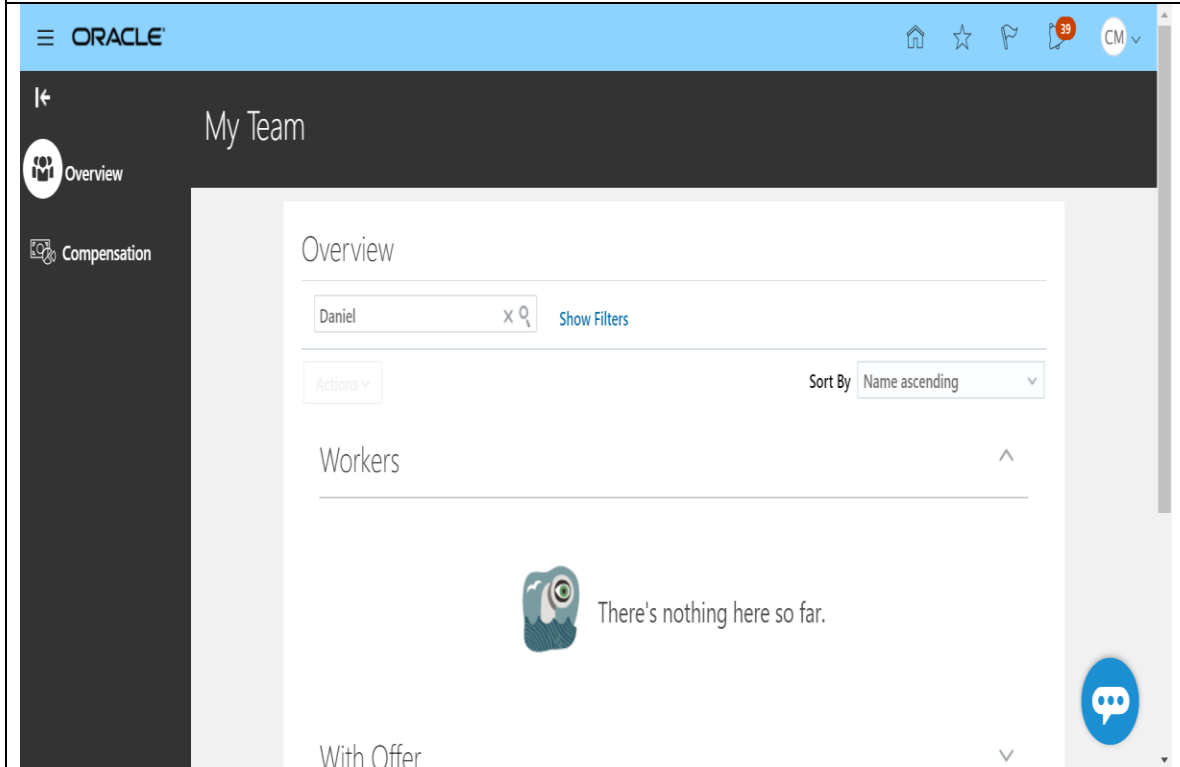 ORACLE
39
CM
My Team
Overview
Compensation
Overview
Daniel
Show Filters
Actions
Sort By Name ascending
Workers
There's nothing here so far.
With Offer